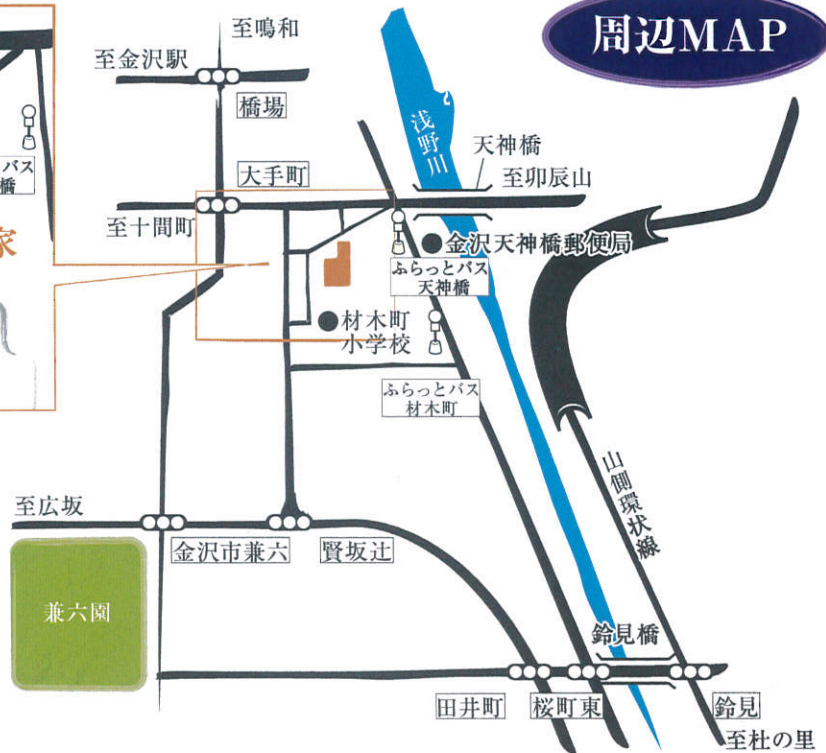 周辺MAP
至鳴和
至金沢駅
橋場
大手町
浅野川
天神橋
至卯辰山
至十間町
金沢天神橋郵便局
ふらっとバス
天神橋
材木町
小学校
ふらっとバス
材木町
バス
橋
家
山側環状線
至広坂
金沢市兼六
賢坂辻
兼六園
鈴見橋
田井町
桜町東
鈴見
至杜の里